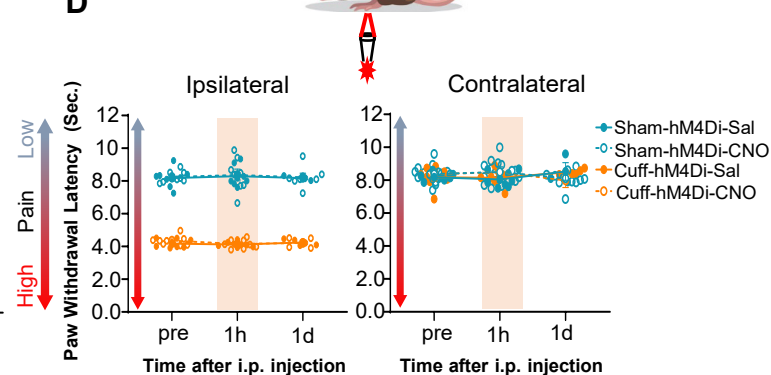 D
Ipsilateral
Contralateral
High Pain Low
Paw Withdrawal Latency (Sec.)
12
10
8.0
6.0
4.0
2.0
0.0
pre 1h 1d
Time after i.p. injection
12
10
8.0
6.0
4.0
2.0
0.0
pre 1h 1d
Time after i.p. injection
Sham-hM4Di-Sal
Sham-hM4Di-CNO
Cuff-hM4Di-Sal
Cuff-hM4Di-CNO